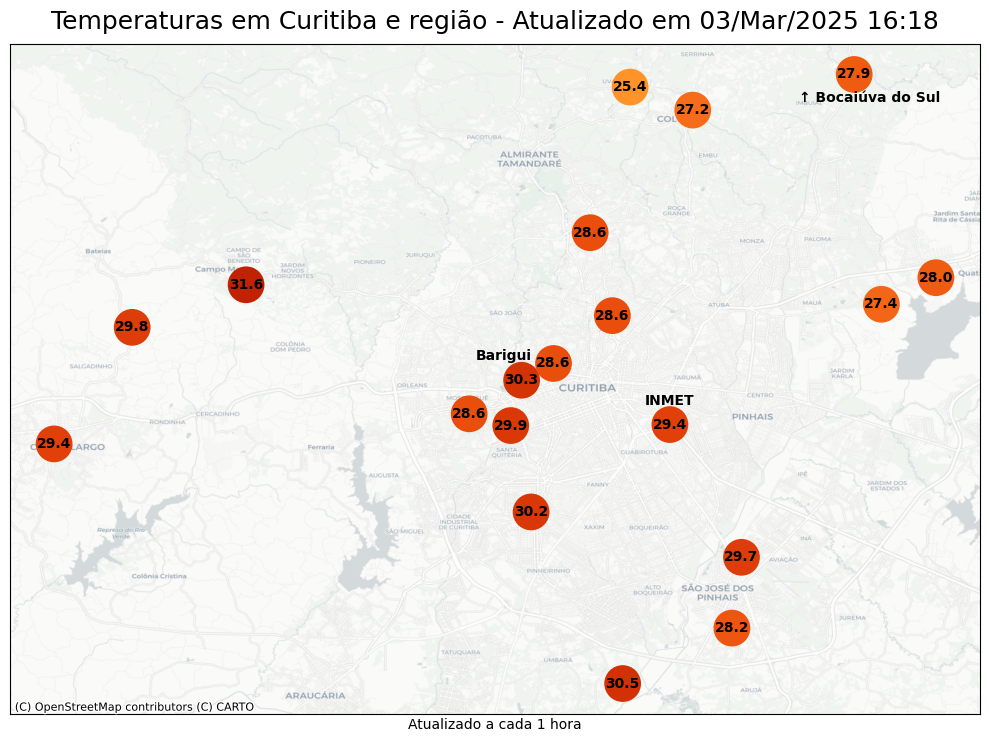 Temperaturas em Curitiba e região - Atualizado em 03/Mar/2025 16:18
SERRINHA
27.9
25.4
↑ Bocaiúva do Sul
27.2
PACOTUBA
ALMIRANTE
TAMANDARÉ
EMBU
ROÇA
GRANDE
Jardim Santa
Rita de Cássia
28.6
MONZA
PALOMA
Bateias
CAMPO DE
SÃO
BENEDITO
JURUQUI
PIONEIRO
JARDIM
NOVOS
HORIZONTES
Campo M
31.6
28.0
Quat
27.4
MAUÁ
ATUBA
SÃO JOÃO
28.6
29.8
COLÔNIA
DOM PEDRO
Barigui
28.6
SALGADINHO
JARDIM
KARLA
30.3
TARUMÃ
ORLEANS
CURITIBA
CENTRO
INMET
28.6
CERCADINHO
PINHAIS
RONDINHA
29.9
29.4
29.4
LARGO
Ferraria
SANTA
QUITÉRIA
GUABIROTUBA
AUGUSTA
IPÊ
FANNY
JARDIM DOS
ESTADOS I
30.2
CIDADE
INDUSTRIAL
DE CURITIBA
XAXIM
BOQUEIRÃO
Represa do Rio
Verde
SÃO MIGUEL
INÁ
29.7
AVIAÇÃO
PINHEIRINHO
Colônia Cristina
ALTO
BOQUEIRÃO
SÃO JOSÉ DOS
PINHAIS
JUREMA
28.2
TATUQUARA
UMBARÁ
30.5
ARUJÁ
ARAUCÁRIA
(C) OpenStreetMap contributors (C) CARTO
Atualizado a cada 1 hora